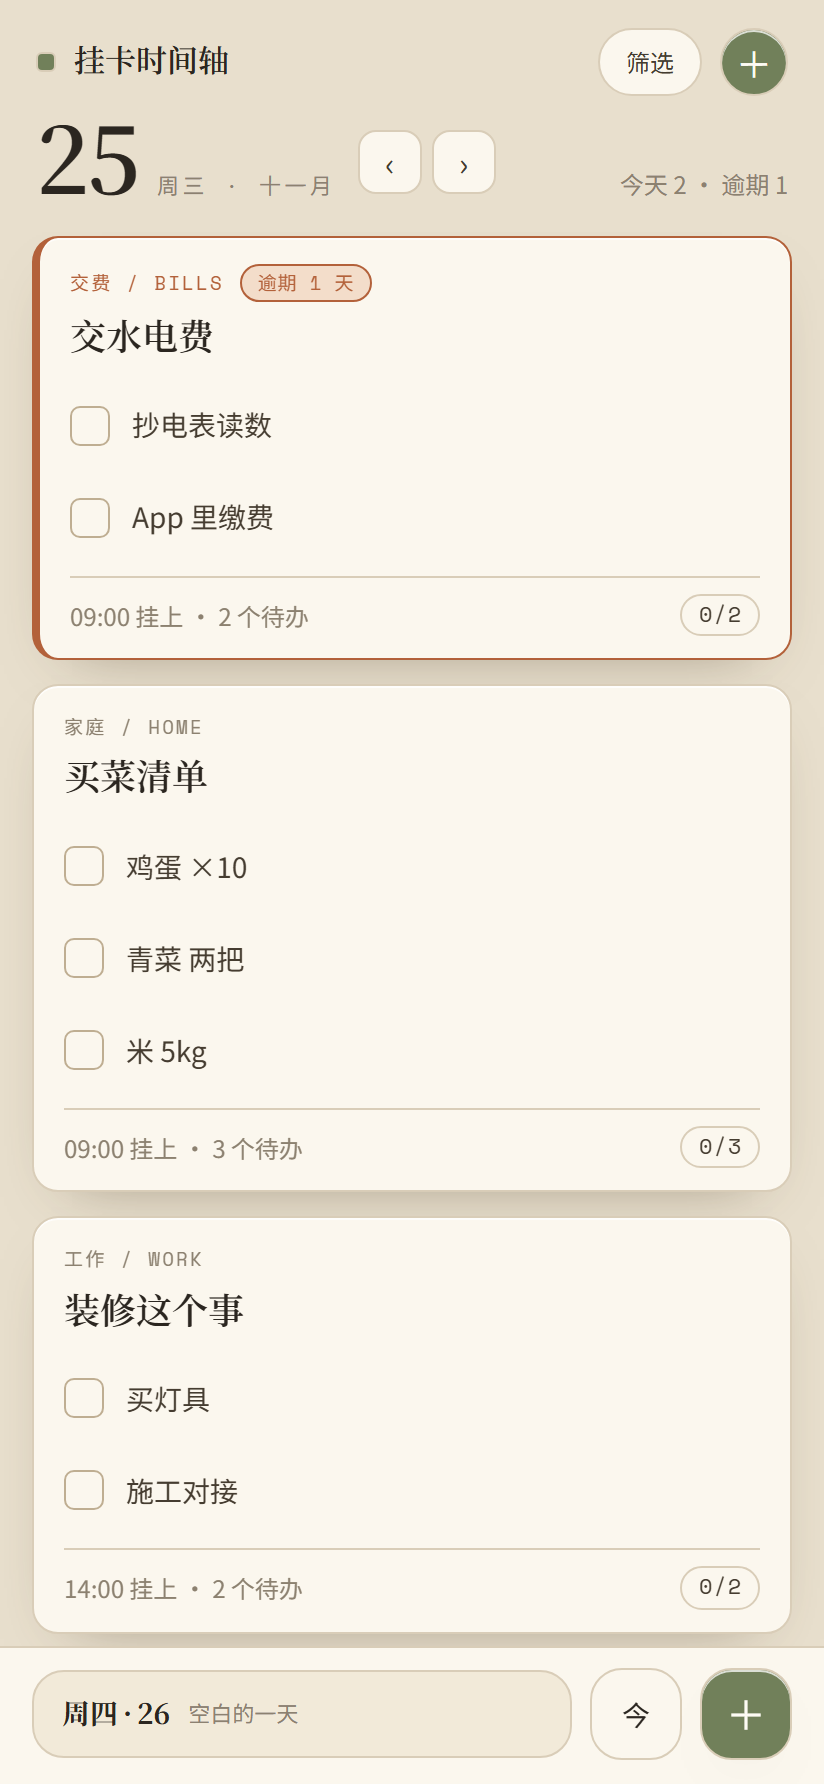 挂卡时间轴 筛选 +
25 周三 · 十一月 ‹ › 今天 2 · 逾期 1
交费 / BILLS 逾期 1 天
交水电费
抄电表读数
App 里缴费
09:00 挂上 · 2 个待办 0/2
家庭 / HOME
买菜清单
鸡蛋 ×10
青菜 两把
米 5kg
09:00 挂上 · 3 个待办 0/3
工作 / WORK
装修这个事
买灯具
施工对接
14:00 挂上 · 2 个待办 0/2
周四·26 空白的一天 今 +